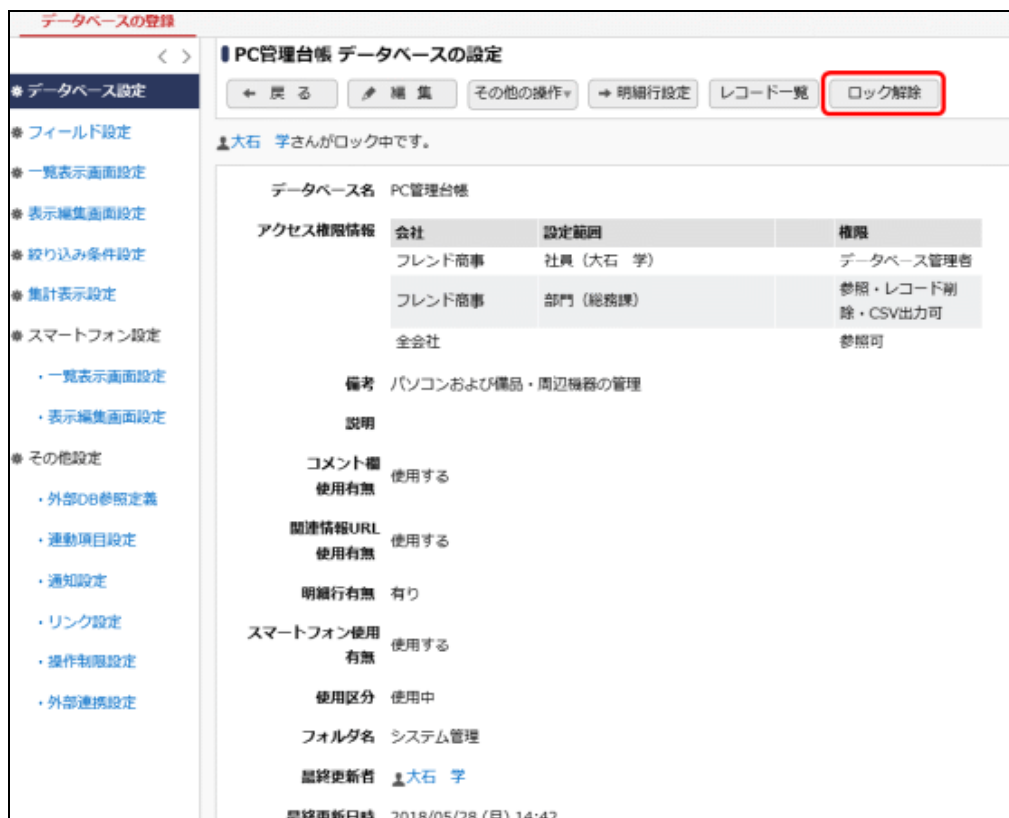 データベースの登録
< >
データベース設定
フィールド設定
一覧表示画面設定
表示編集画面設定
絞り込み条件設定
集計表示設定
スマートフォン設定
・一覧表示画面設定
・表示編集画面設定
その他設定
・外部DB参照定義
・連動項目設定
・通知設定
・リンク設定
・操作制限設定
・外部連携設定
PC管理台帳 データベースの設定
← 戻 る 編 集 その他の操作▼ → 明細行設定 レコード一覧 ロック解除
大石 学さんがロック中です。
データベース名 PC管理台帳
アクセス権限情報 会社 設定範囲 権限
フレンド商事 社員（大石 学） データベース管理者
フレンド商事 部門（総務課） 参照・レコード削
除・CSV出力可
全会社 参照可
備考 パソコンおよび備品・周辺機器の管理
説明
コメント欄
使用有無 使用する
関連情報URL
使用有無 使用する
明細行有無 有り
スマートフォン使用
有無 使用する
使用区分 使用中
フォルダ名 システム管理
最終更新者 大石 学
最終更新日時 2018/05/28 (月) 14:42